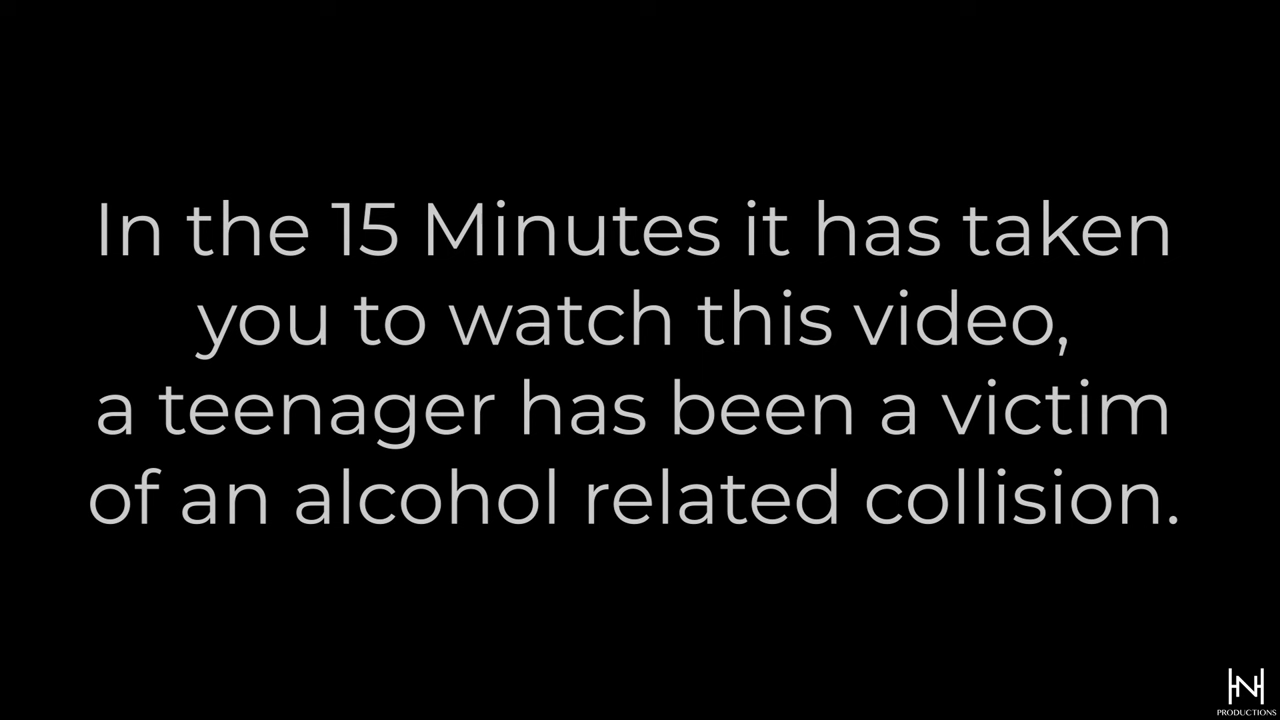 In the 15 Minutes it has taken
you to watch this video,
a teenager has been a victim
of an alcohol related collision.
HN
PRODUCTIONS